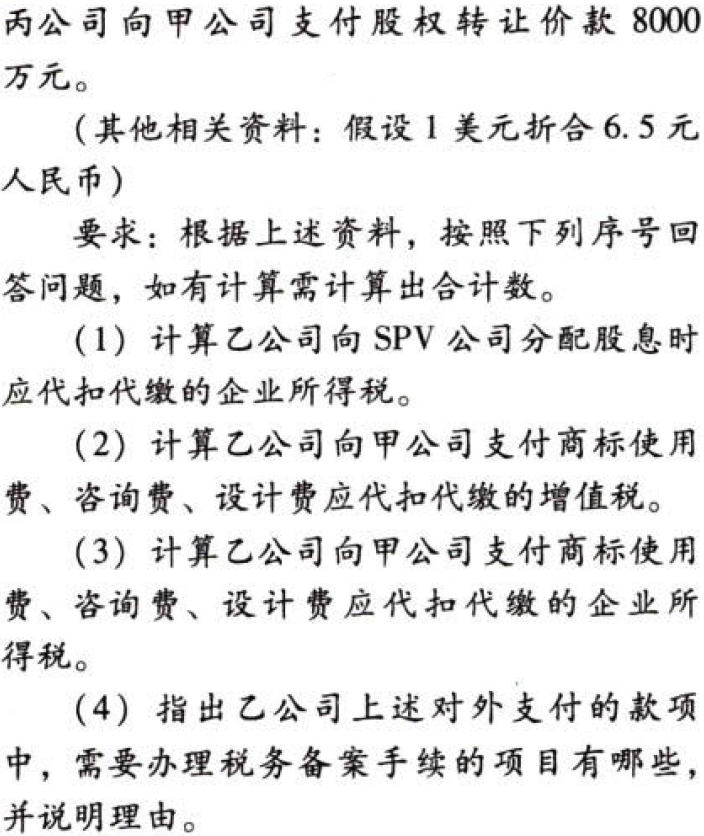 丙公司向甲公司支付股权转让价款 8000
万元。
(其他相关资料：假设 1 美元折合 6.5 元
人民币)
要求：根据上述资料，按照下列序号回
答问题，如有计算需计算出合计数。
(1) 计算乙公司向 SPV 公司分配股息时
应代扣代缴的企业所得税。
(2) 计算乙公司向甲公司支付商标使用
费、咨询费、设计费应代扣代缴的增值税。
(3) 计算乙公司向甲公司支付商标使用
费、咨询费、设计费应代扣代缴的企业所
得税。
(4) 指出乙公司上述对外支付的款项
中，需要办理税务备案手续的项目有哪些，
并说明理由。